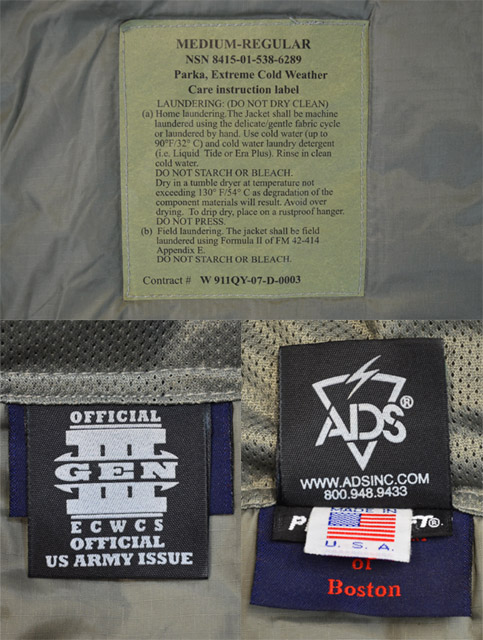 MEDIUM-REGULAR
NSN 8415-01-538-6289
Parka, Extreme Cold Weather
Care instruction label
LAUNDERING: (DO NOT DRY CLEAN)
(a) Home laundering.The Jacket shall be machine
laundered using the delicate/gentle fabric cycle
or laundered by hand. Use cold water (up to
90°F/32° C) and cold water laundry detergent
(i.e. Liquid Tide or Era Plus). Rinse in clean
cold water.
DO NOT STARCH OR BLEACH.
Dry in a tumble dryer at temperature not
exceeding 130° F/54° C as degradation of the
component materials will result. Avoid over
drying. To drip dry, place on a rustproof hanger.
DO NOT PRESS.
(b) Field laundering. The jacket shall be field
laundered using Formula II of FM 42-414
Appendix E.
DO NOT STARCH OR BLEACH.
Contract # W 911QY-07-D-0003
OFFICIAL
III
GEN
III
ECWCS
OFFICIAL
US ARMY ISSUE
ADS®
WWW.ADSINC.COM
800.948.9433
MADE IN
U.S.A.
of
Boston